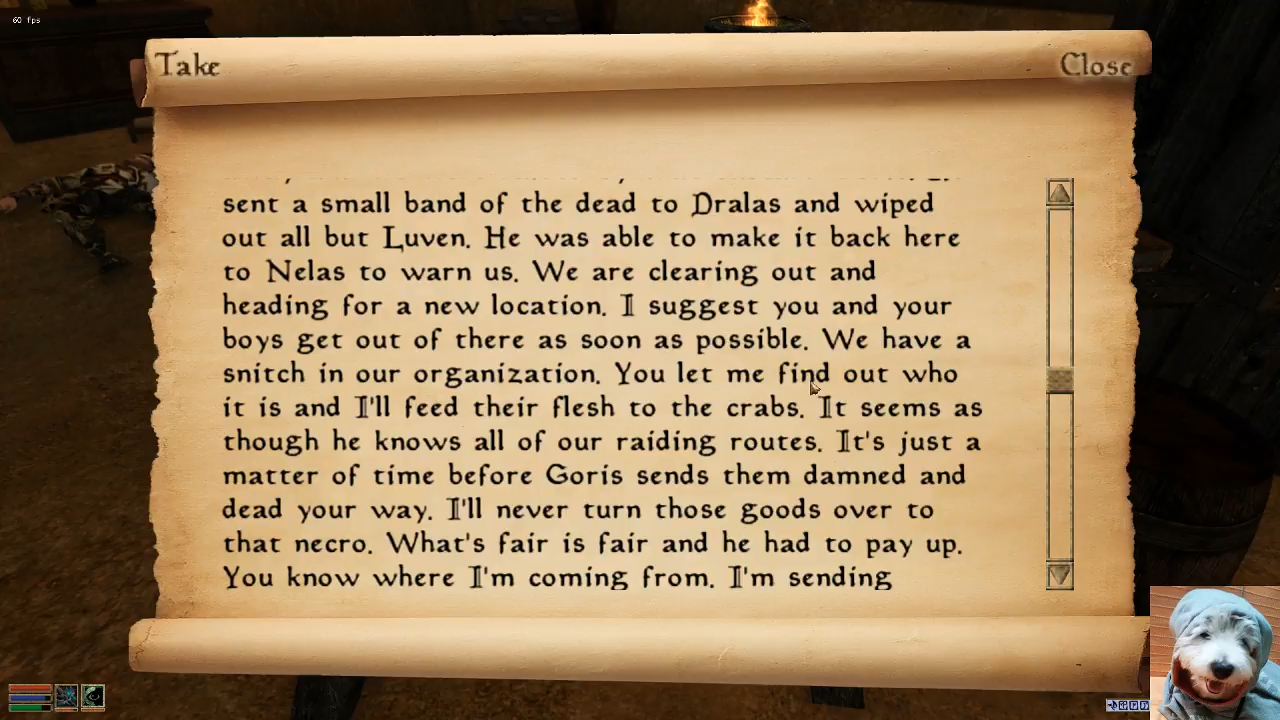 60 fps
Take
Close
sent a small band of the dead to Dralas and wiped
out all but Luven. He was able to make it back here
to Nelas to warn us. We are clearing out and
heading for a new location. I suggest you and your
boys get out of there as soon as possible. We have a
snitch in our organization. You let me find out who
it is and I'll feed their flesh to the crabs. It seems as
though he knows all of our raiding routes. It's just a
matter of time before Goris sends them damned and
dead your way. I'll never turn those goods over to
that necro. What's fair is fair and he had to pay up.
You know where I'm coming from. I'm sending